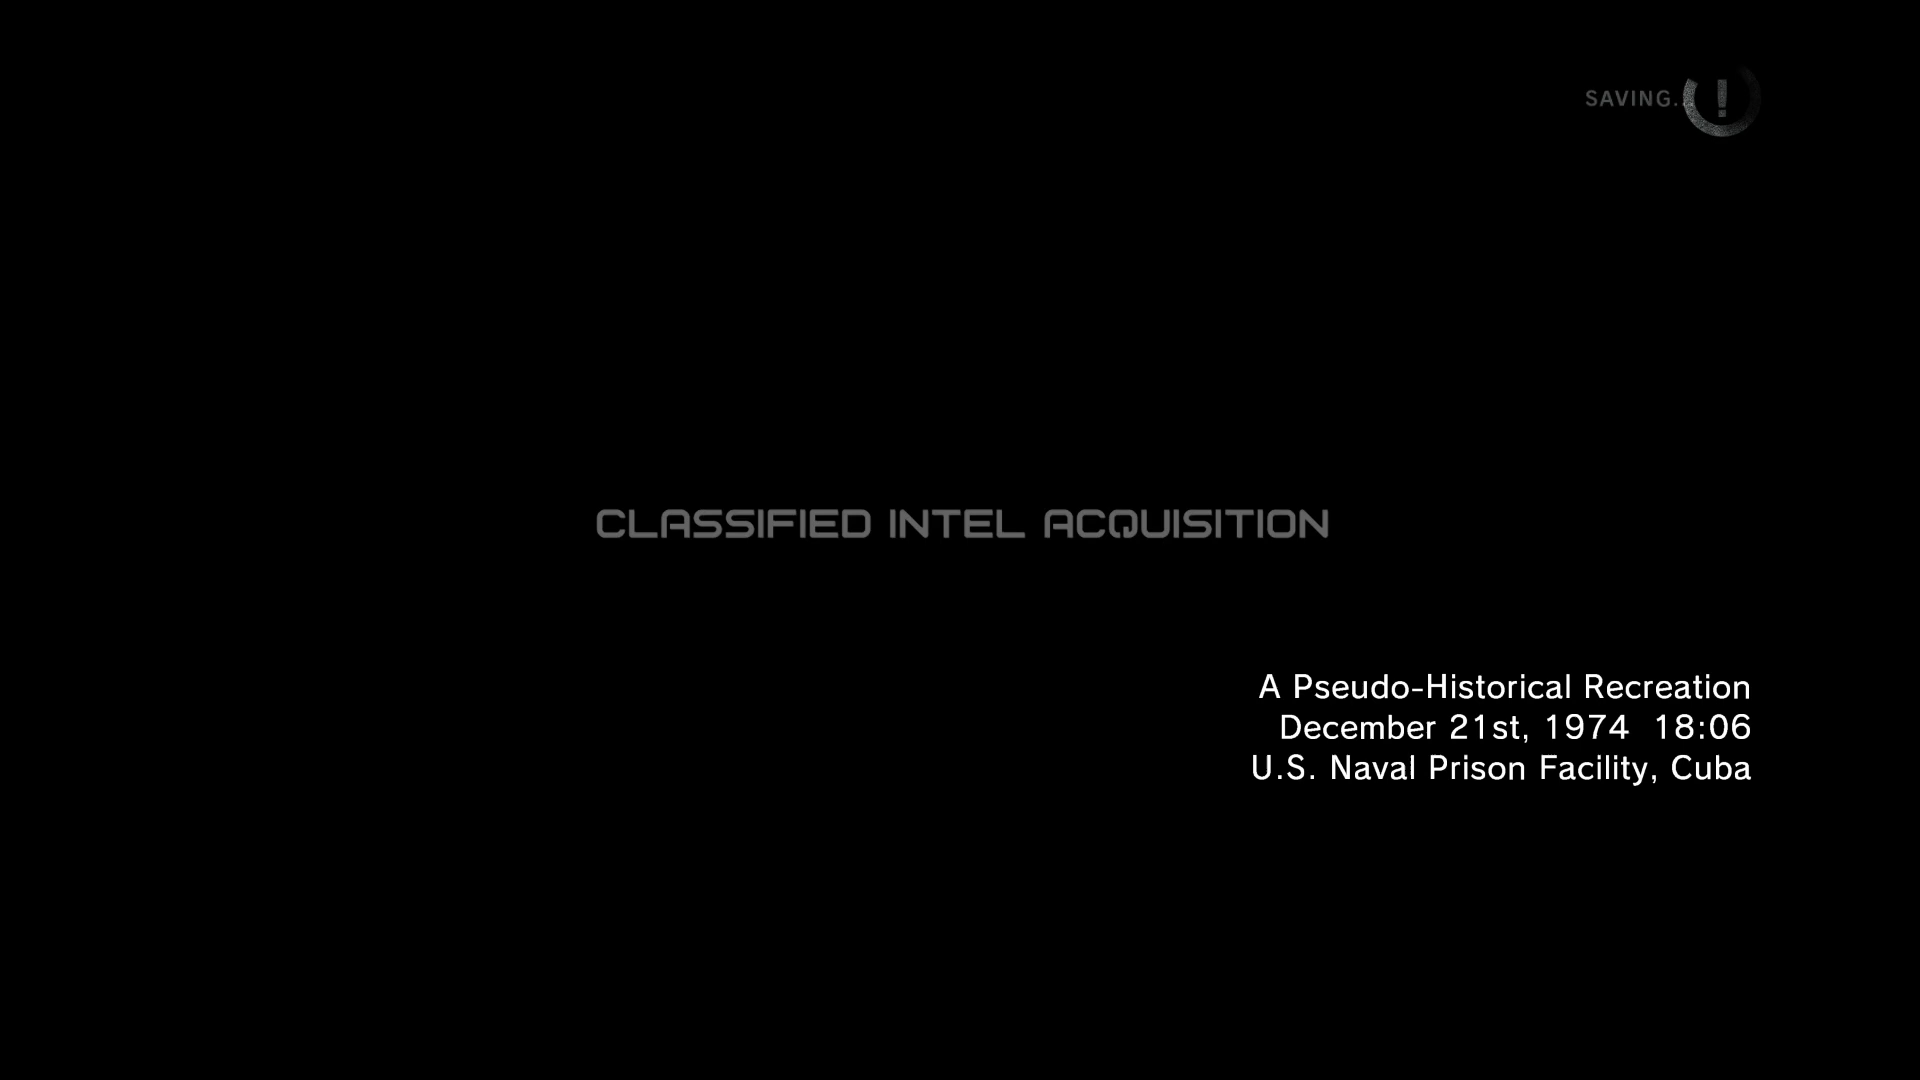 SAVING...
CLASSIFIED INTEL ACQUISITION
A Pseudo-Historical Recreation
December 21st, 1974 18:06
U.S. Naval Prison Facility, Cuba